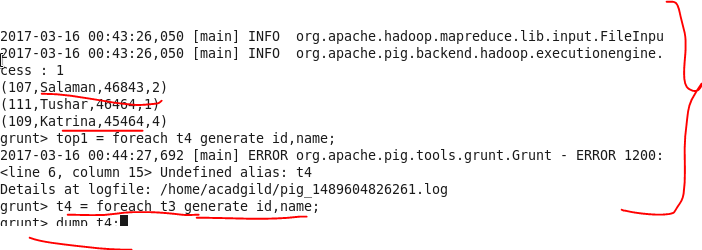 2017-03-16 00:43:26,050 [main] INFO  org.apache.hadoop.mapreduce.lib.input.FileInpu
2017-03-16 00:43:26,050 [main] INFO  org.apache.pig.backend.hadoop.executionengine.
cess : 1
(107,Salaman,46843,2)
(111,Tushar,46464,1)
(109,Katrina,45464,4)
grunt> top1 = foreach t4 generate id,name;
2017-03-16 00:44:27,692 [main] ERROR org.apache.pig.tools.grunt.Grunt - ERROR 1200:
<line 6, column 15> Undefined alias: t4
Details at logfile: /home/acadgild/pig_1489604826261.log
grunt> t4 = foreach t3 generate id,name;
grunt> dump t4;